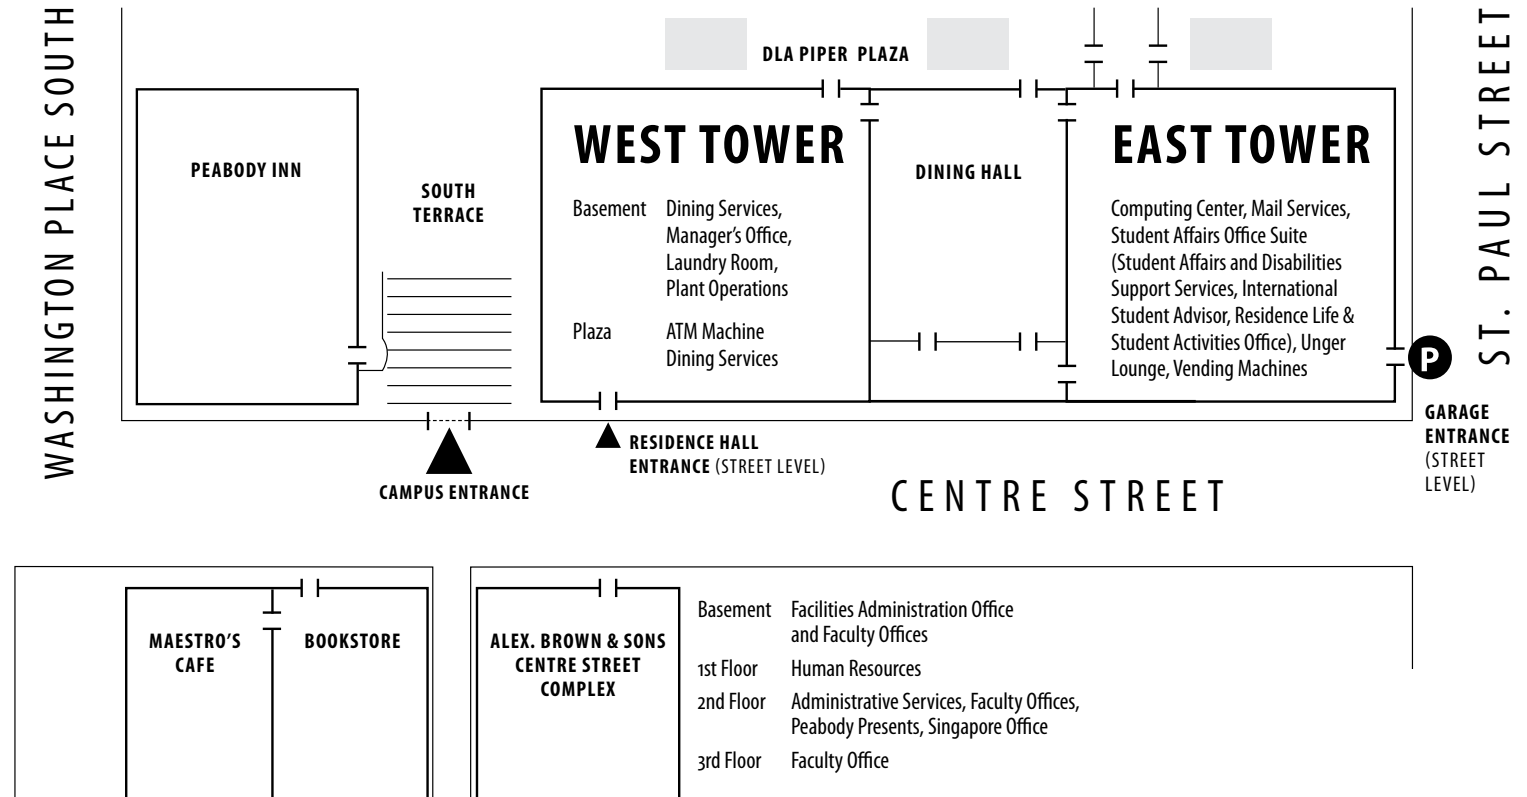 WASHINGTON PLACE SOUTH
DLA PIPER PLAZA
ST. PAUL STREET
PEABODY INN
SOUTH
TERRACE
WEST TOWER
Basement Dining Services,
Manager's Office,
Laundry Room,
Plant Operations
Plaza ATM Machine
Dining Services
DINING HALL
EAST TOWER
Computing Center, Mail Services,
Student Affairs Office Suite
(Student Affairs and Disabilities
Support Services, International
Student Advisor, Residence Life &
Student Activities Office), Unger
Lounge, Vending Machines
P
GARAGE
ENTRANCE
(STREET
LEVEL)
RESIDENCE HALL
ENTRANCE (STREET LEVEL)
CAMPUS ENTRANCE
CENTRE STREET
MAESTRO'S
CAFE
BOOKSTORE
ALEX. BROWN & SONS
CENTRE STREET
COMPLEX
Basement Facilities Administration Office
and Faculty Offices
1st Floor Human Resources
2nd Floor Administrative Services, Faculty Offices,
Peabody Presents, Singapore Office
3rd Floor Faculty Office